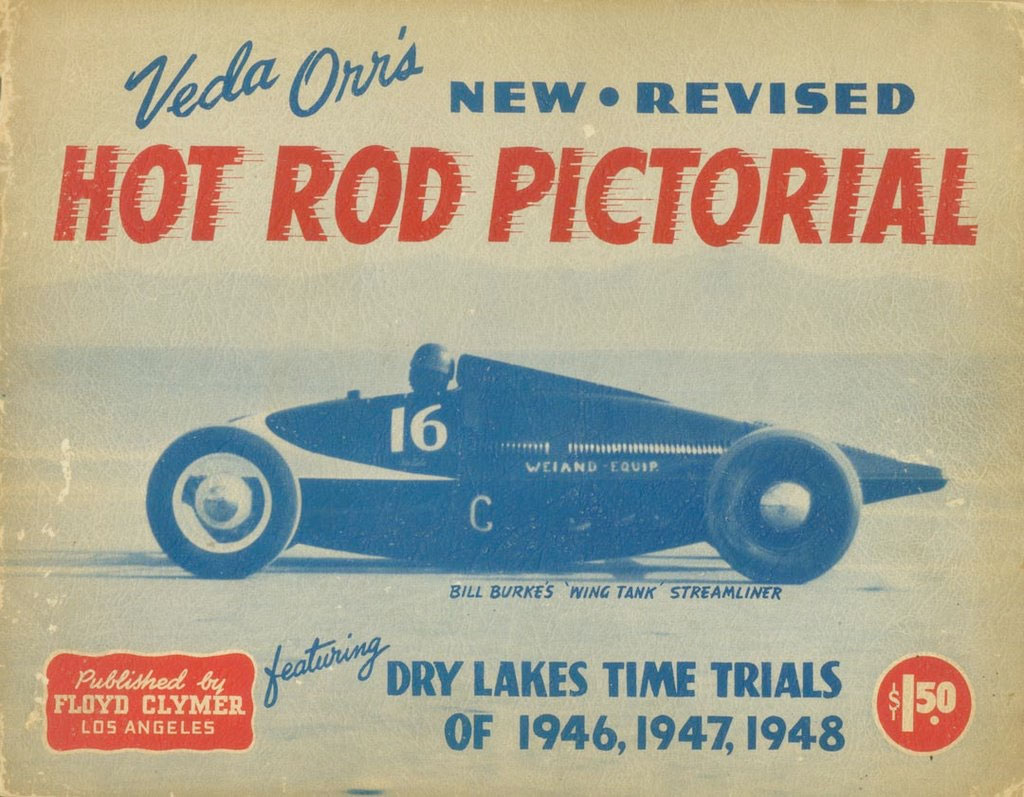 Veda Orr's
NEW • REVISED
HOT ROD PICTORIAL
16
WEIAND-EQUIP.
C
BILL BURKE'S 'WING TANK' STREAMLINER
Published by
FLOYD CLYMER
LOS ANGELES
featuring
DRY LAKES TIME TRIALS
OF 1946, 1947, 1948
$1.50